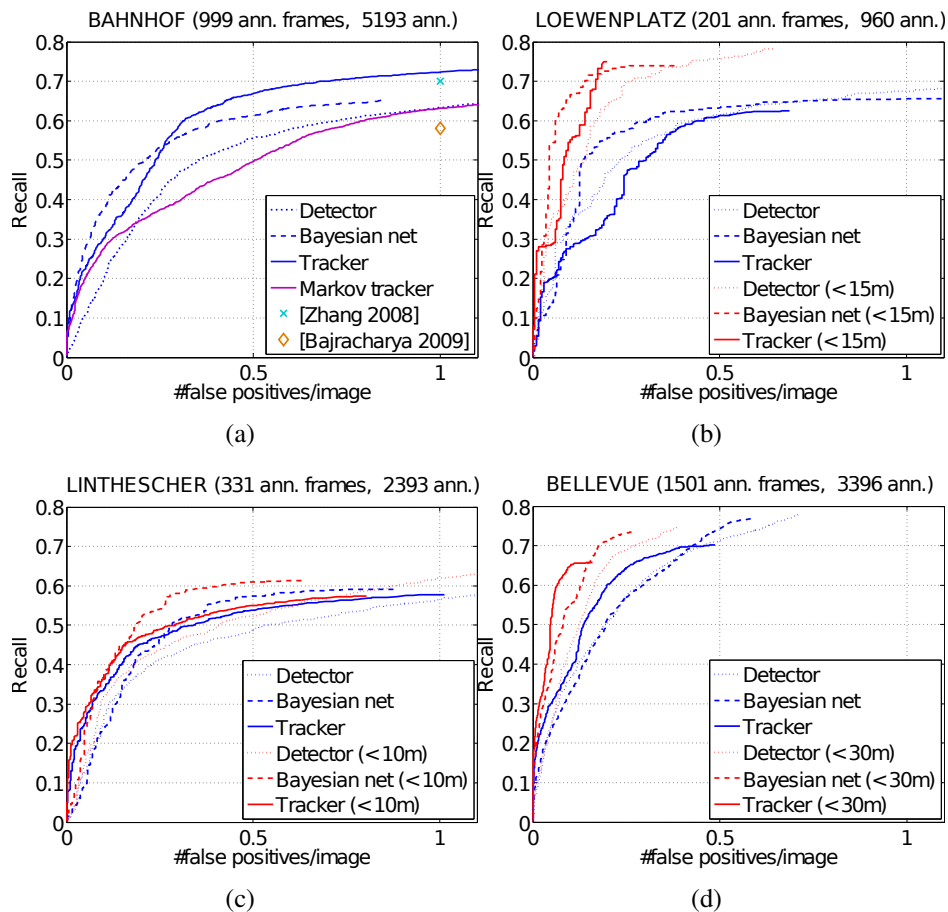 BAHNHOF (999 ann. frames, 5193 ann.)
0.8
0.7
0.6
0.5
0.4
0.3
0.2
0.1
0
Recall
Detector
Bayesian net
Tracker
Markov tracker
[Zhang 2008]
[Bajracharya 2009]
0 0.5 1
#false positives/image
(a)
LOEWENPLATZ (201 ann. frames, 960 ann.)
0.8
0.7
0.6
0.5
0.4
0.3
0.2
0.1
0
Recall
Detector
Bayesian net
Tracker
Detector (<15m)
Bayesian net (<15m)
Tracker (<15m)
0 0.5 1
#false positives/image
(b)
LINTHESCHER (331 ann. frames, 2393 ann.)
0.8
0.7
0.6
0.5
0.4
0.3
0.2
0.1
0
Recall
Detector
Bayesian net
Tracker
Detector (<10m)
Bayesian net (<10m)
Tracker (<10m)
0 0.5 1
#false positives/image
(c)
BELLEVUE (1501 ann. frames, 3396 ann.)
0.8
0.7
0.6
0.5
0.4
0.3
0.2
0.1
0
Recall
Detector
Bayesian net
Tracker
Detector (<30m)
Bayesian net (<30m)
Tracker (<30m)
0 0.5 1
#false positives/image
(d)